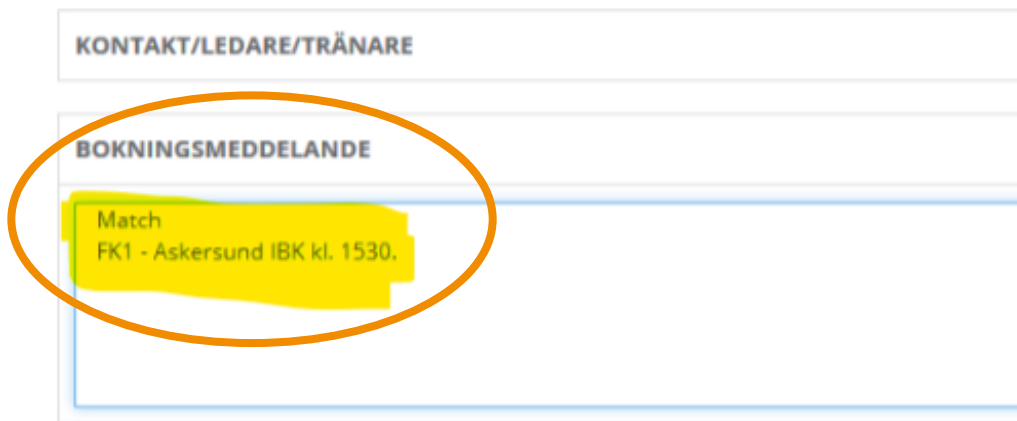 KONTAKT/LEDARE/TRÄNARE
BOKNINGSMEDDELANDE
Match
FK1 - Askersund IBK kl. 1530.